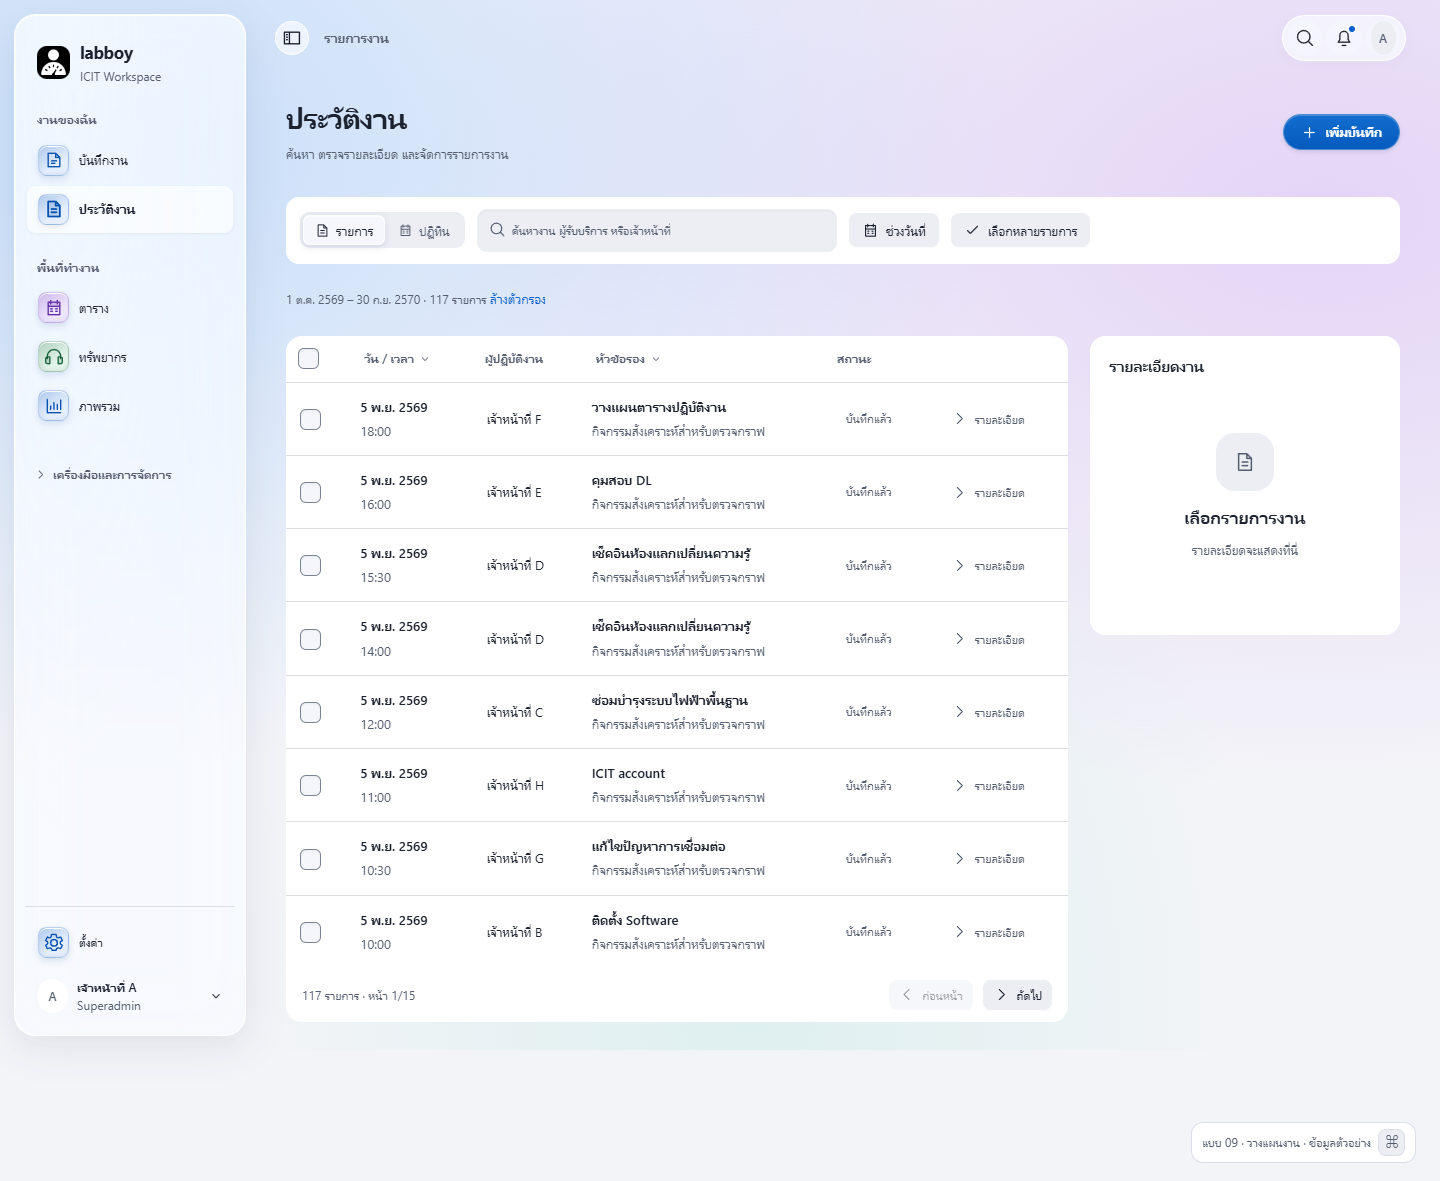 labboy
ICIT Workspace
งานของฉัน
บันทึกงาน
ประวัติงาน
พื้นที่ทำงาน
ตาราง
ทรัพยากร
ภาพรวม
เครื่องมือและการจัดการ
ตั้งค่า
A
เจ้าหน้าที่ A
Superadmin
รายการงาน
A
ประวัติงาน
ค้นหา ตรวจรายละเอียด และจัดการรายการงาน
เพิ่มบันทึก
รายการ ปฏิทิน ค้นหางาน ผู้รับบริการ หรือเจ้าหน้าที่ ช่วงวันที่ เลือกหลายรายการ
1 ต.ค. 2569 – 30 ก.ย. 2570 · 117 รายการ ล้างตัวกรอง
วัน / เวลา ผู้ปฏิบัติงาน หัวข้อรอง สถานะ
5 พ.ย. 2569 เจ้าหน้าที่ F วางแผนตารางปฏิบัติงาน บันทึกแล้ว รายละเอียด
18:00 กิจกรรมสังเคราะห์สำหรับตรวจกราฟ
5 พ.ย. 2569 เจ้าหน้าที่ E คุมสอบ DL บันทึกแล้ว รายละเอียด
16:00 กิจกรรมสังเคราะห์สำหรับตรวจกราฟ
5 พ.ย. 2569 เจ้าหน้าที่ D เช็คอินห้องแลกเปลี่ยนความรู้ บันทึกแล้ว รายละเอียด
15:30 กิจกรรมสังเคราะห์สำหรับตรวจกราฟ
5 พ.ย. 2569 เจ้าหน้าที่ D เช็คอินห้องแลกเปลี่ยนความรู้ บันทึกแล้ว รายละเอียด
14:00 กิจกรรมสังเคราะห์สำหรับตรวจกราฟ
5 พ.ย. 2569 เจ้าหน้าที่ C ซ่อมบำรุงระบบไฟฟ้าพื้นฐาน บันทึกแล้ว รายละเอียด
12:00 กิจกรรมสังเคราะห์สำหรับตรวจกราฟ
5 พ.ย. 2569 เจ้าหน้าที่ H ICIT account บันทึกแล้ว รายละเอียด
11:00 กิจกรรมสังเคราะห์สำหรับตรวจกราฟ
5 พ.ย. 2569 เจ้าหน้าที่ G แก้ไขปัญหาการเชื่อมต่อ บันทึกแล้ว รายละเอียด
10:30 กิจกรรมสังเคราะห์สำหรับตรวจกราฟ
5 พ.ย. 2569 เจ้าหน้าที่ B ติดตั้ง Software บันทึกแล้ว รายละเอียด
10:00 กิจกรรมสังเคราะห์สำหรับตรวจกราฟ
117 รายการ · หน้า 1/15 ก่อนหน้า ถัดไป
รายละเอียดงาน
เลือกรายการงาน
รายละเอียดจะแสดงที่นี่
แบบ 09 · วางแผนงาน · ข้อมูลตัวอย่าง ⌘